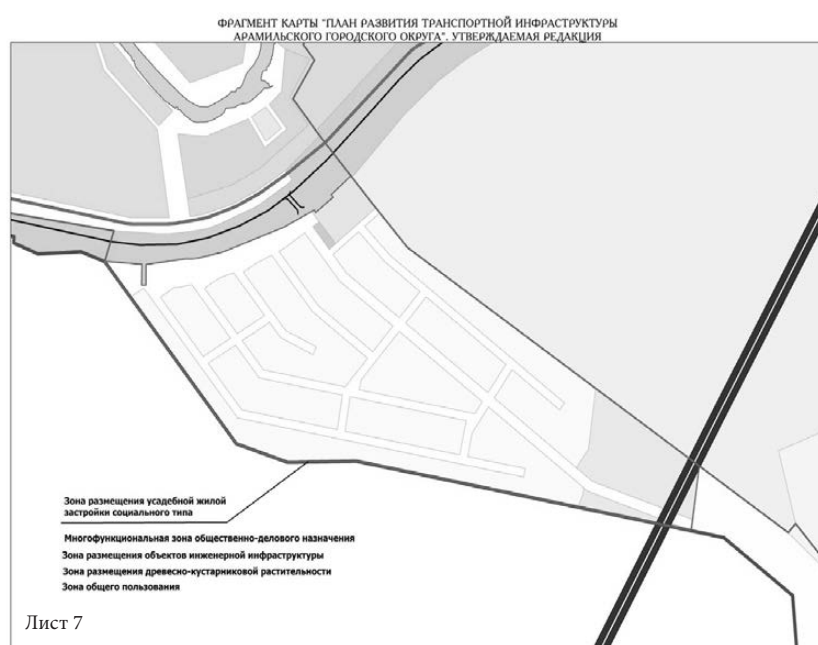 ФРАГМЕНТ КАРТЫ "ПЛАН РАЗВИТИЯ ТРАНСПОРТНОЙ ИНФРАСТРУКТУРЫ
АРАМИЛЬСКОГО ГОРОДСКОГО ОКРУГА". УТВЕРЖДАЕМАЯ РЕДАКЦИЯ
Зона размещения усадебной жилой
застройки социального типа
Многофункциональная зона общественно-делового назначения
Зона размещения объектов инженерной инфраструктуры
Зона размещения древесно-кустарниковой растительности
Зона общего пользования
Лист 7